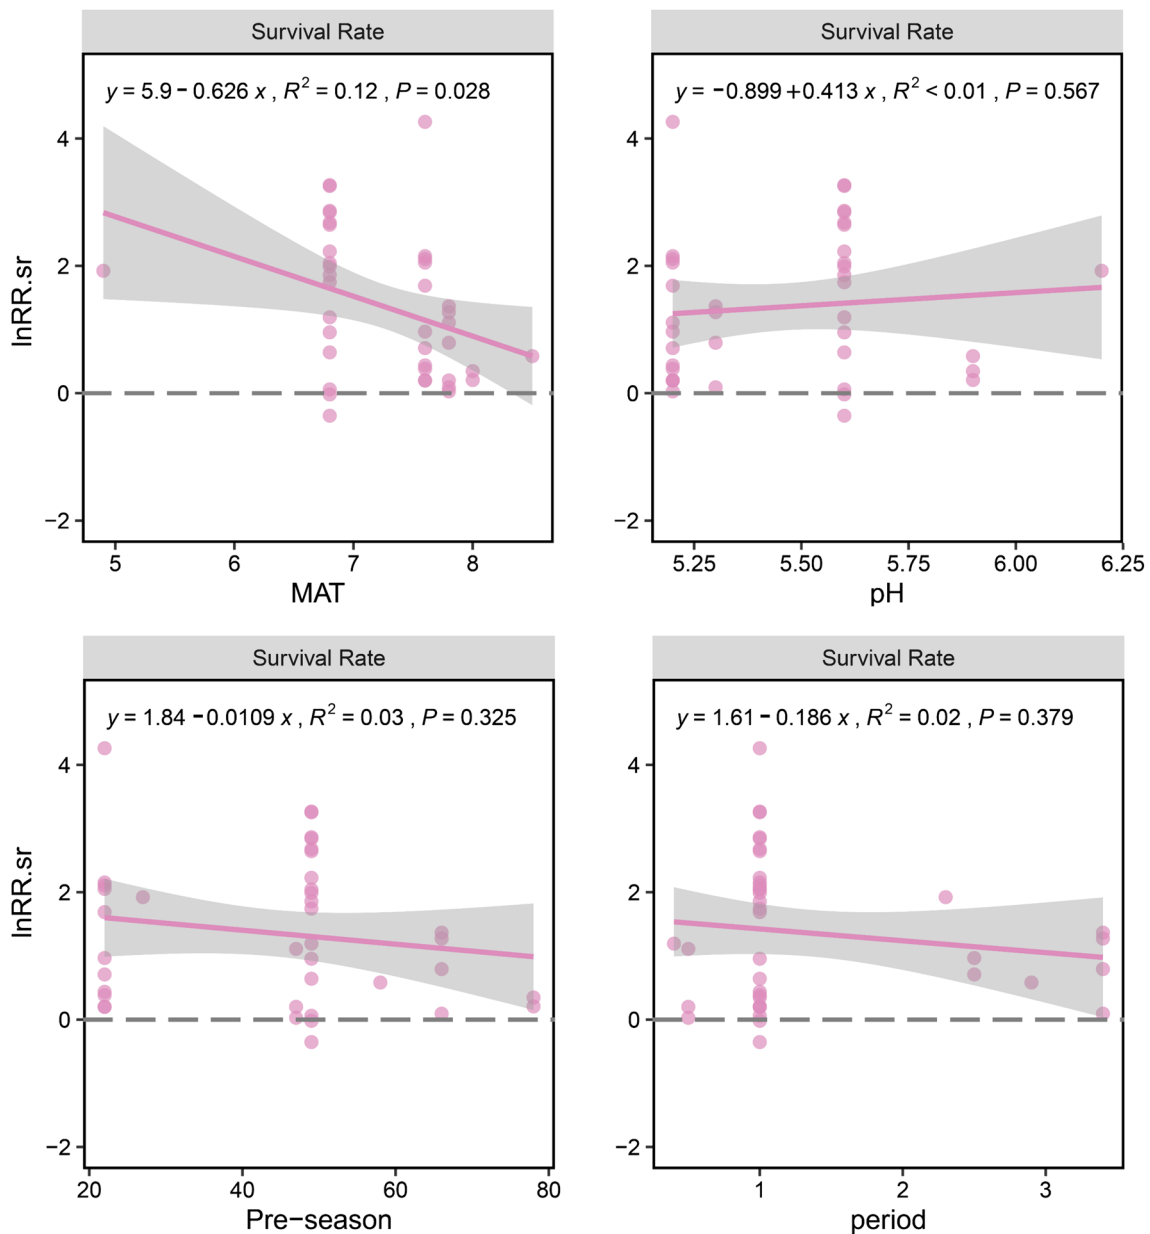 Survival Rate
y = 5.9 − 0.626 x , R² = 0.12 , P = 0.028
4
2
0
−2
lnRR.sr
5 6 7 8
MAT
Survival Rate
y = −0.899 + 0.413 x , R² < 0.01 , P = 0.567
4
2
0
−2
5.25 5.50 5.75 6.00 6.25
pH
Survival Rate
y = 1.84 − 0.0109 x , R² = 0.03 , P = 0.325
4
2
0
−2
lnRR.sr
20 40 60 80
Pre−season
Survival Rate
y = 1.61 − 0.186 x , R² = 0.02 , P = 0.379
4
2
0
−2
1 2 3
period